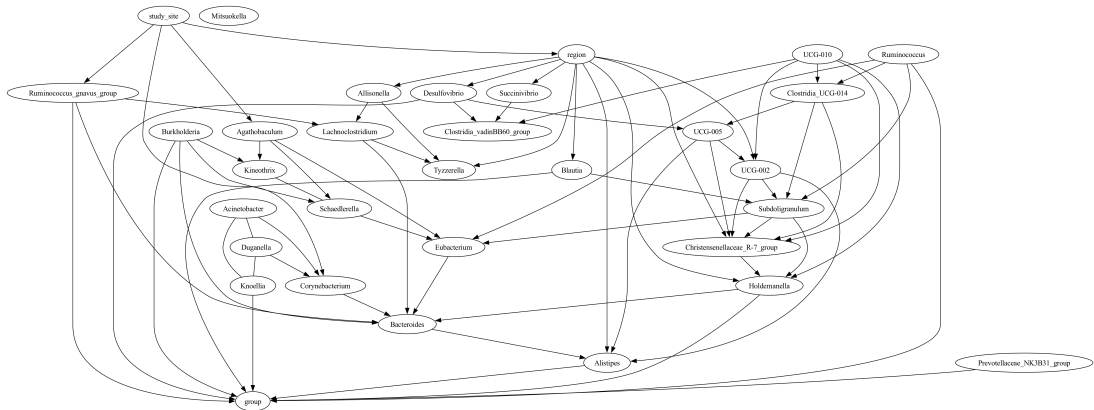 study_site
Mitsuokella
region
UCG-010
Ruminococcus
Ruminococcus_gnavus_group
Allisonella
Desulfovibrio
Succinivibrio
Clostridia_UCG-014
Burkholderia
Agathobaculum
Lachnoclostridium
Clostridia_vadinBB60_group
UCG-005
Kineothrix
Tyzzerella
Blautia
UCG-002
Acinetobacter
Schaedlerella
Subdoligranulum
Duganella
Eubacterium
Christensenellaceae_R-7_group
Knoellia
Corynebacterium
Holdemanella
Bacteroides
Alistipes
Prevotellaceae_NK3B31_group
group